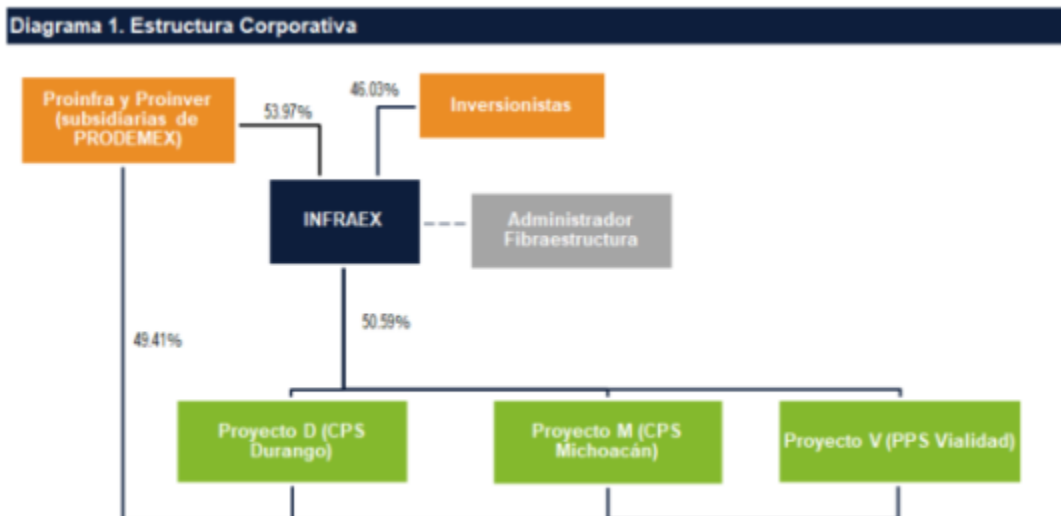 Diagrama 1. Estructura Corporativa
Proinfra y Proinver
(subsidiarias de
PRODEMEX)
53.97%
46.03%
Inversionistas
INFRAEX
Administrador
Fibraestructura
49.41%
50.59%
Proyecto D (CPS
Durango)
Proyecto M (CPS
Michoacán)
Proyecto V (PPS Vialidad)